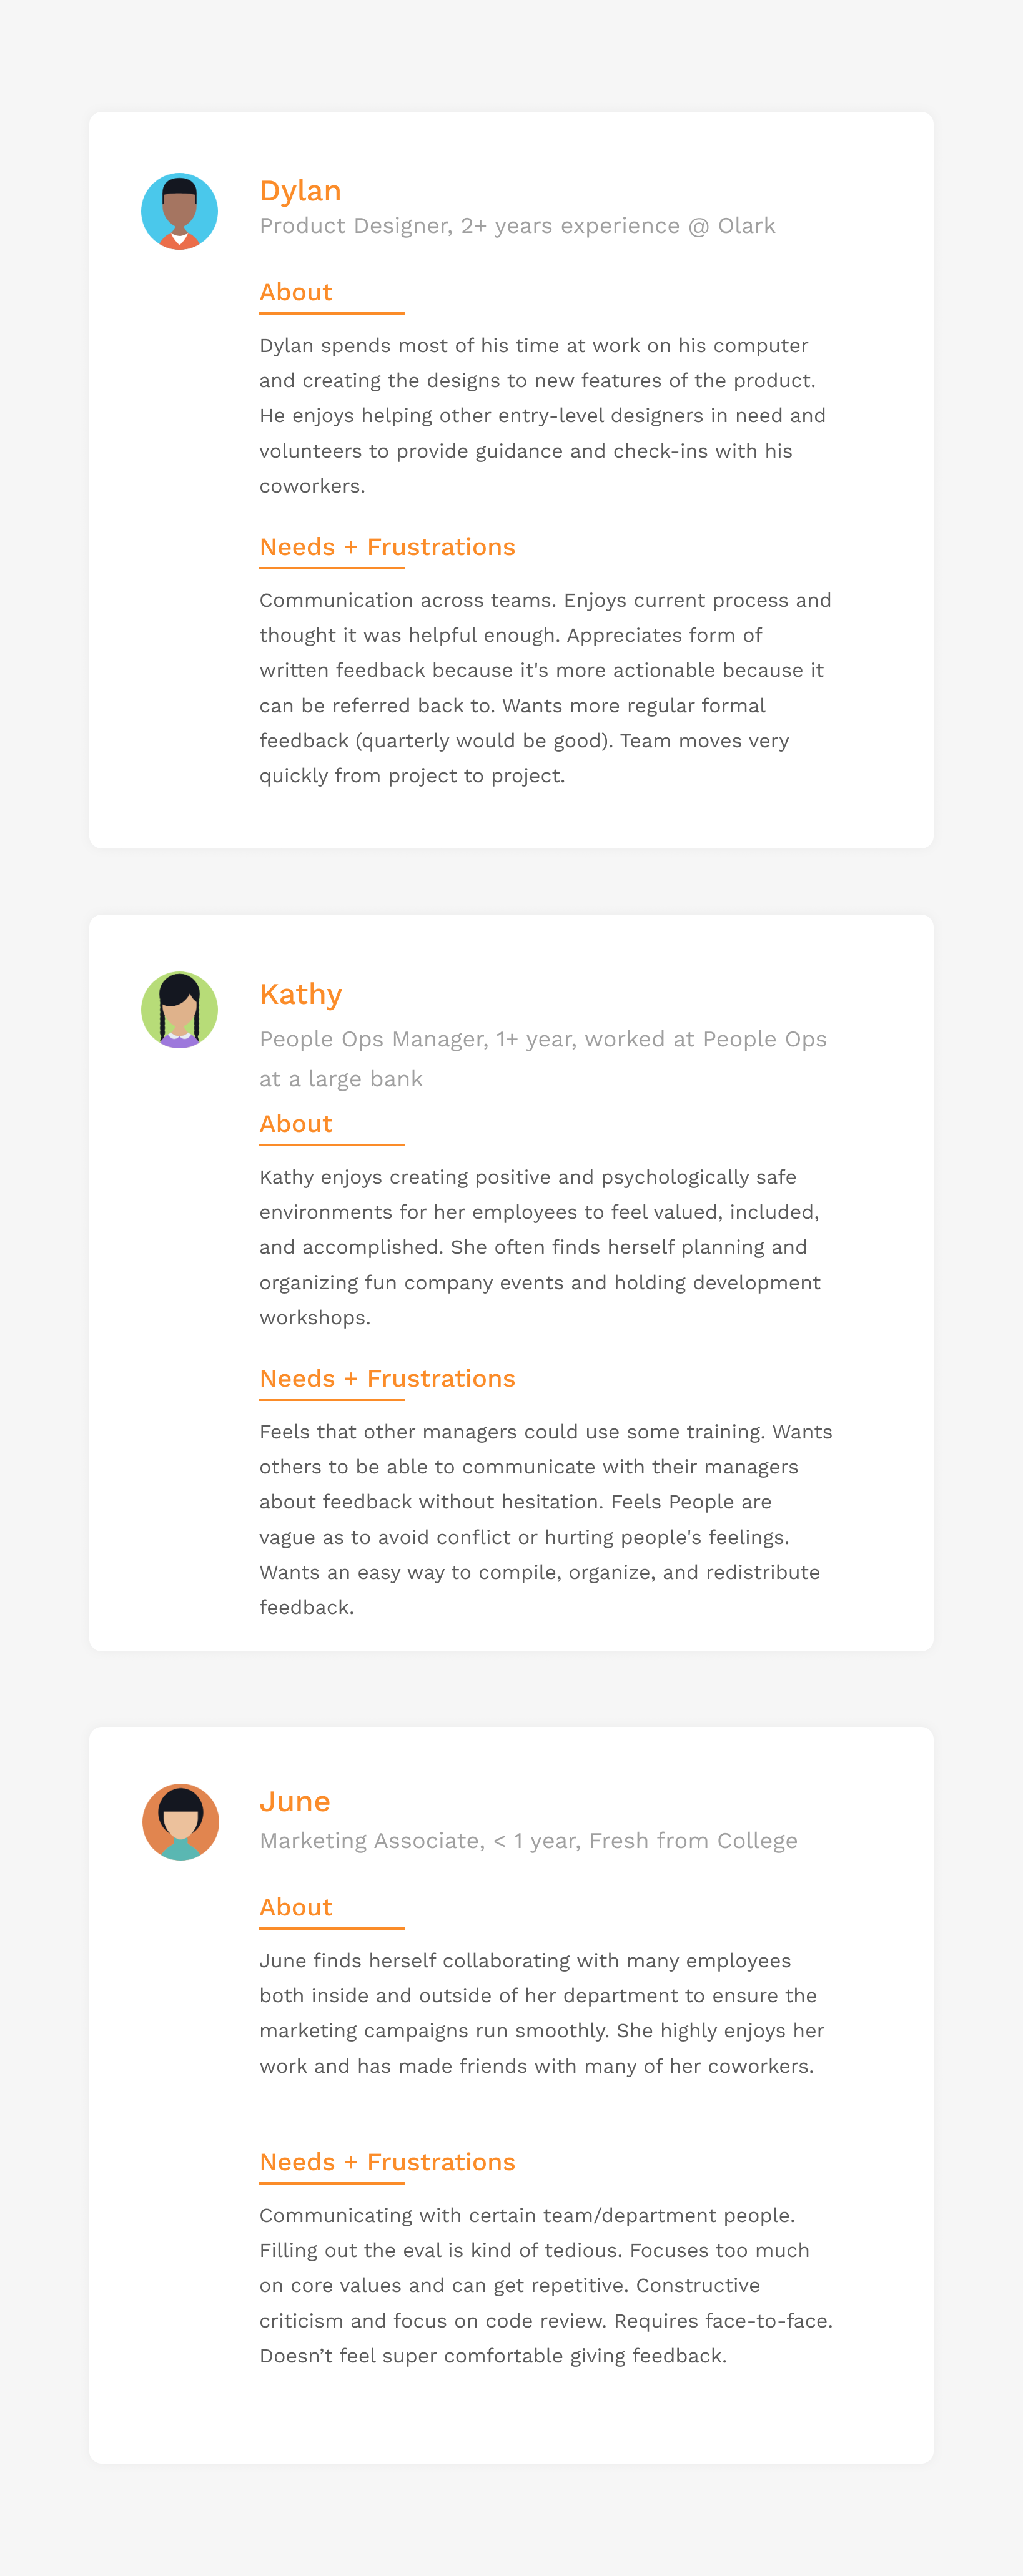 Dylan
Product Designer, 2+ years experience @ Olark
About
Dylan spends most of his time at work on his computer
and creating the designs to new features of the product.
He enjoys helping other entry-level designers in need and
volunteers to provide guidance and check-ins with his
coworkers.
Needs + Frustrations
Communication across teams. Enjoys current process and
thought it was helpful enough. Appreciates form of
written feedback because it's more actionable because it
can be referred back to. Wants more regular formal
feedback (quarterly would be good). Team moves very
quickly from project to project.
Kathy
People Ops Manager, 1+ year, worked at People Ops
at a large bank
About
Kathy enjoys creating positive and psychologically safe
environments for her employees to feel valued, included,
and accomplished. She often finds herself planning and
organizing fun company events and holding development
workshops.
Needs + Frustrations
Feels that other managers could use some training. Wants
others to be able to communicate with their managers
about feedback without hesitation. Feels People are
vague as to avoid conflict or hurting people's feelings.
Wants an easy way to compile, organize, and redistribute
feedback.
June
Marketing Associate, < 1 year, Fresh from College
About
June finds herself collaborating with many employees
both inside and outside of her department to ensure the
marketing campaigns run smoothly. She highly enjoys her
work and has made friends with many of her coworkers.
Needs + Frustrations
Communicating with certain team/department people.
Filling out the eval is kind of tedious. Focuses too much
on core values and can get repetitive. Constructive
criticism and focus on code review. Requires face-to-face.
Doesn’t feel super comfortable giving feedback.